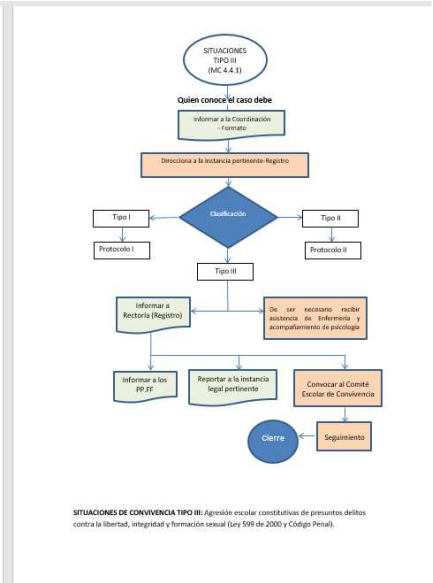 SITUACIONES
TIPO III
(MC 4.4.3)
Quien conoce el caso debe
Informar a la Coordinación
- Formato
Direcciona a la instancia pertinente-Registro
Clasificación
Tipo I
Tipo II
Protocolo I
Protocolo II
Tipo III
Informar a
Rectoría (Registro)
De ser necesario recibir
asistencia de Enfermería y
acompañamiento de psicología
Informar a los
PP.FF
Reportar a la instancia
legal pertinente
Convocar al Comité
Escolar de Convivencia
Cierre
Seguimiento
SITUACIONES DE CONVIVENCIA TIPO III: Agresión escolar constitutivas de presuntos delitos
contra la libertad, integridad y formación sexual (Ley 599 de 2000 y Código Penal).